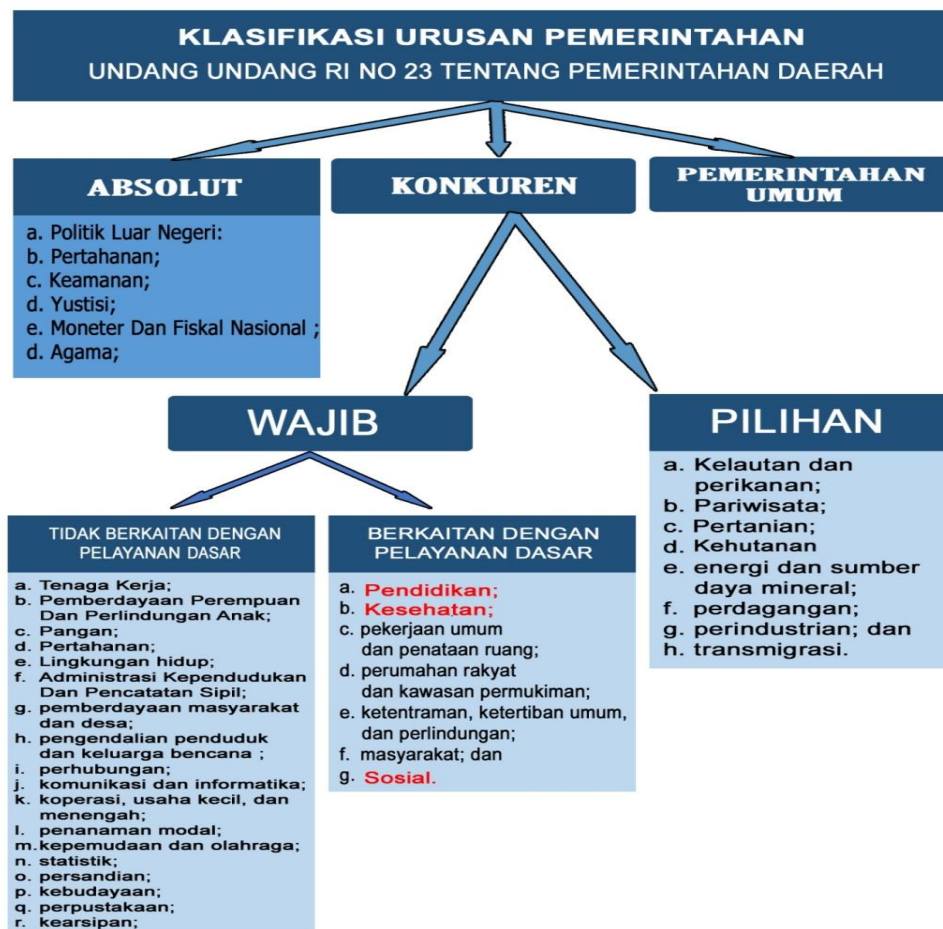 KLASIFIKASI URUSAN PEMERINTAHAN
UNDANG UNDANG RI NO 23 TENTANG PEMERINTAHAN DAERAH
ABSOLUT
a. Politik Luar Negeri:
b. Pertahanan;
c. Keamanan;
d. Yustisi;
e. Moneter Dan Fiskal Nasional ;
d. Agama;
KONKUREN
PEMERINTAHAN
UMUM
WAJIB
TIDAK BERKAITAN DENGAN
PELAYANAN DASAR
a. Tenaga Kerja;
b. Pemberdayaan Perempuan
Dan Perlindungan Anak;
c. Pangan;
d. Pertahanan;
e. Lingkungan hidup;
f. Administrasi Kependudukan
Dan Pencatatan Sipil;
g. pemberdayaan masyarakat
dan desa;
h. pengendalian penduduk
dan keluarga bencana ;
i. perhubungan;
j. komunikasi dan informatika;
k. koperasi, usaha kecil, dan
menengah;
l. penanaman modal;
m. kepemudaan dan olahraga;
n. statistik;
o. persandian;
p. kebudayaan;
q. perpustakaan;
r. kearsipan;
BERKAITAN DENGAN
PELAYANAN DASAR
a. Pendidikan;
b. Kesehatan;
c. pekerjaan umum
dan penataan ruang;
d. perumahan rakyat
dan kawasan permukiman;
e. ketentraman, ketertiban umum,
dan perlindungan;
f. masyarakat; dan
g. Sosial.
PILIHAN
a. Kelautan dan
perikanan;
b. Pariwisata;
c. Pertanian;
d. Kehutanan
e. energi dan sumber
daya mineral;
f. perdagangan;
g. perindustrian; dan
h. transmigrasi.